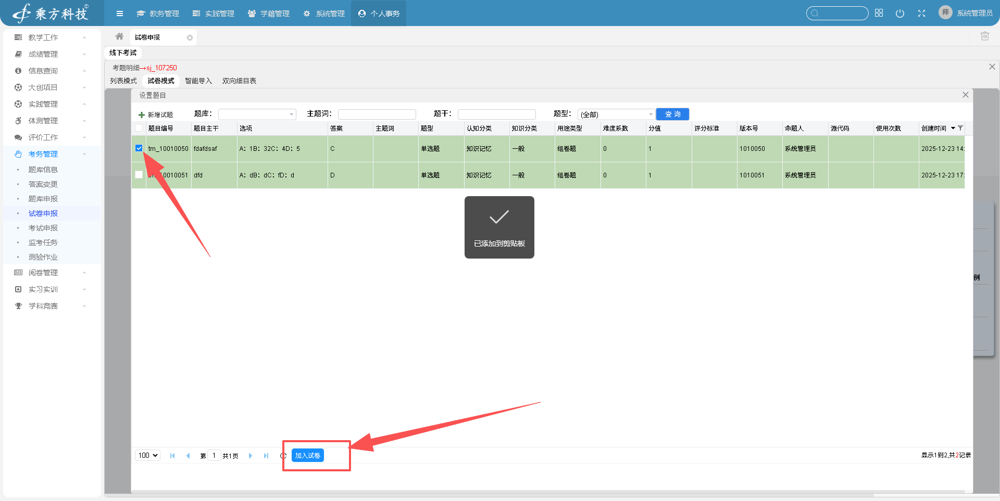 乘方科技
教务管理 实践管理 学籍管理 系统管理 个人事务 师 系统管理员
教学工作
成绩管理
信息查询
大创项目
实践管理
体测管理
评价工作
考务管理
题库信息
答案变更
题库申报
试卷申报
考试申报
监考任务
测验作业
阅卷管理
实习实训
学科竞赛
试卷申报
线下考试
考题明细→sj_107250
列表模式 试卷模式 智能导入 双向细目表
设置题目
新增试题 题库: 主题词: 题干: 题型: (全部) 查 询
题目编号 题目主干 选项 答案 主题词 题型 认知分类 知识分类 用途类型 难度系数 分值 评分标准 版本号 命题人 源代码 使用次数 创建时间
tm_10010050 fdafdsaf A: 1B: 32C: 4D: 5 C 单选题 知识记忆 一般 组卷题 0 1 1010050 系统管理员 2025-12-23 14:
0010051 dfd A: dB: dC: fD: d D 单选题 知识记忆 一般 组卷题 0 1 1010051 系统管理员 2025-12-23 17:
已添加到剪贴板
例
100 第 1 共1页 加入试卷 显示1到2,共2记录